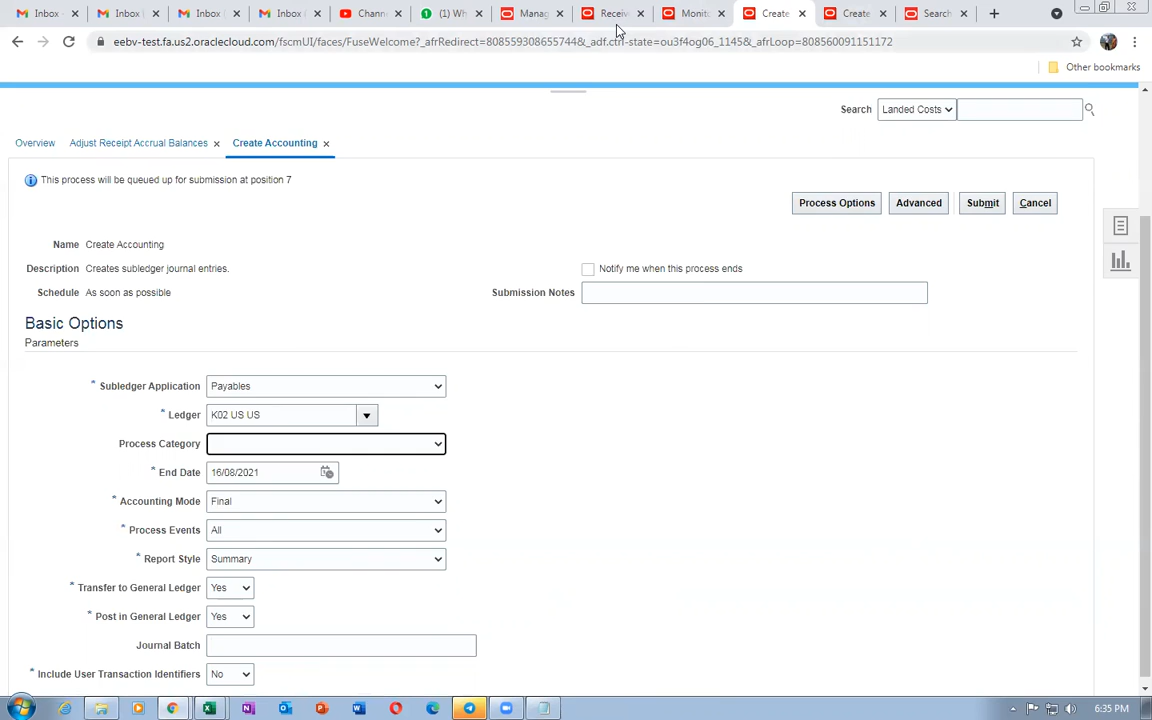 Inbox
Inbox (
Inbox (
Inbox (
Chann
(1) Wh
Manag
Receiv
Monito
Create
Create
Search
eebv-test.fa.us2.oraclecloud.com/fscmUI/faces/FuseWelcome?_afrRedirect=8085593086557​44&_adf.ctrl-state=ou3f4og06_1145&_afrLoop=808560091151172
Other bookmarks
Search Landed Costs
Overview Adjust Receipt Accrual Balances Create Accounting
This process will be queued up for submission at position 7
Process Options Advanced Submit Cancel
Name Create Accounting
Description Creates subledger journal entries. Notify me when this process ends
Schedule As soon as possible Submission Notes
Basic Options
Parameters
* Subledger Application Payables
* Ledger K02 US US
Process Category
* End Date 16/08/2021
* Accounting Mode Final
* Process Events All
* Report Style Summary
* Transfer to General Ledger Yes
* Post in General Ledger Yes
Journal Batch
* Include User Transaction Identifiers No
6:35 PM